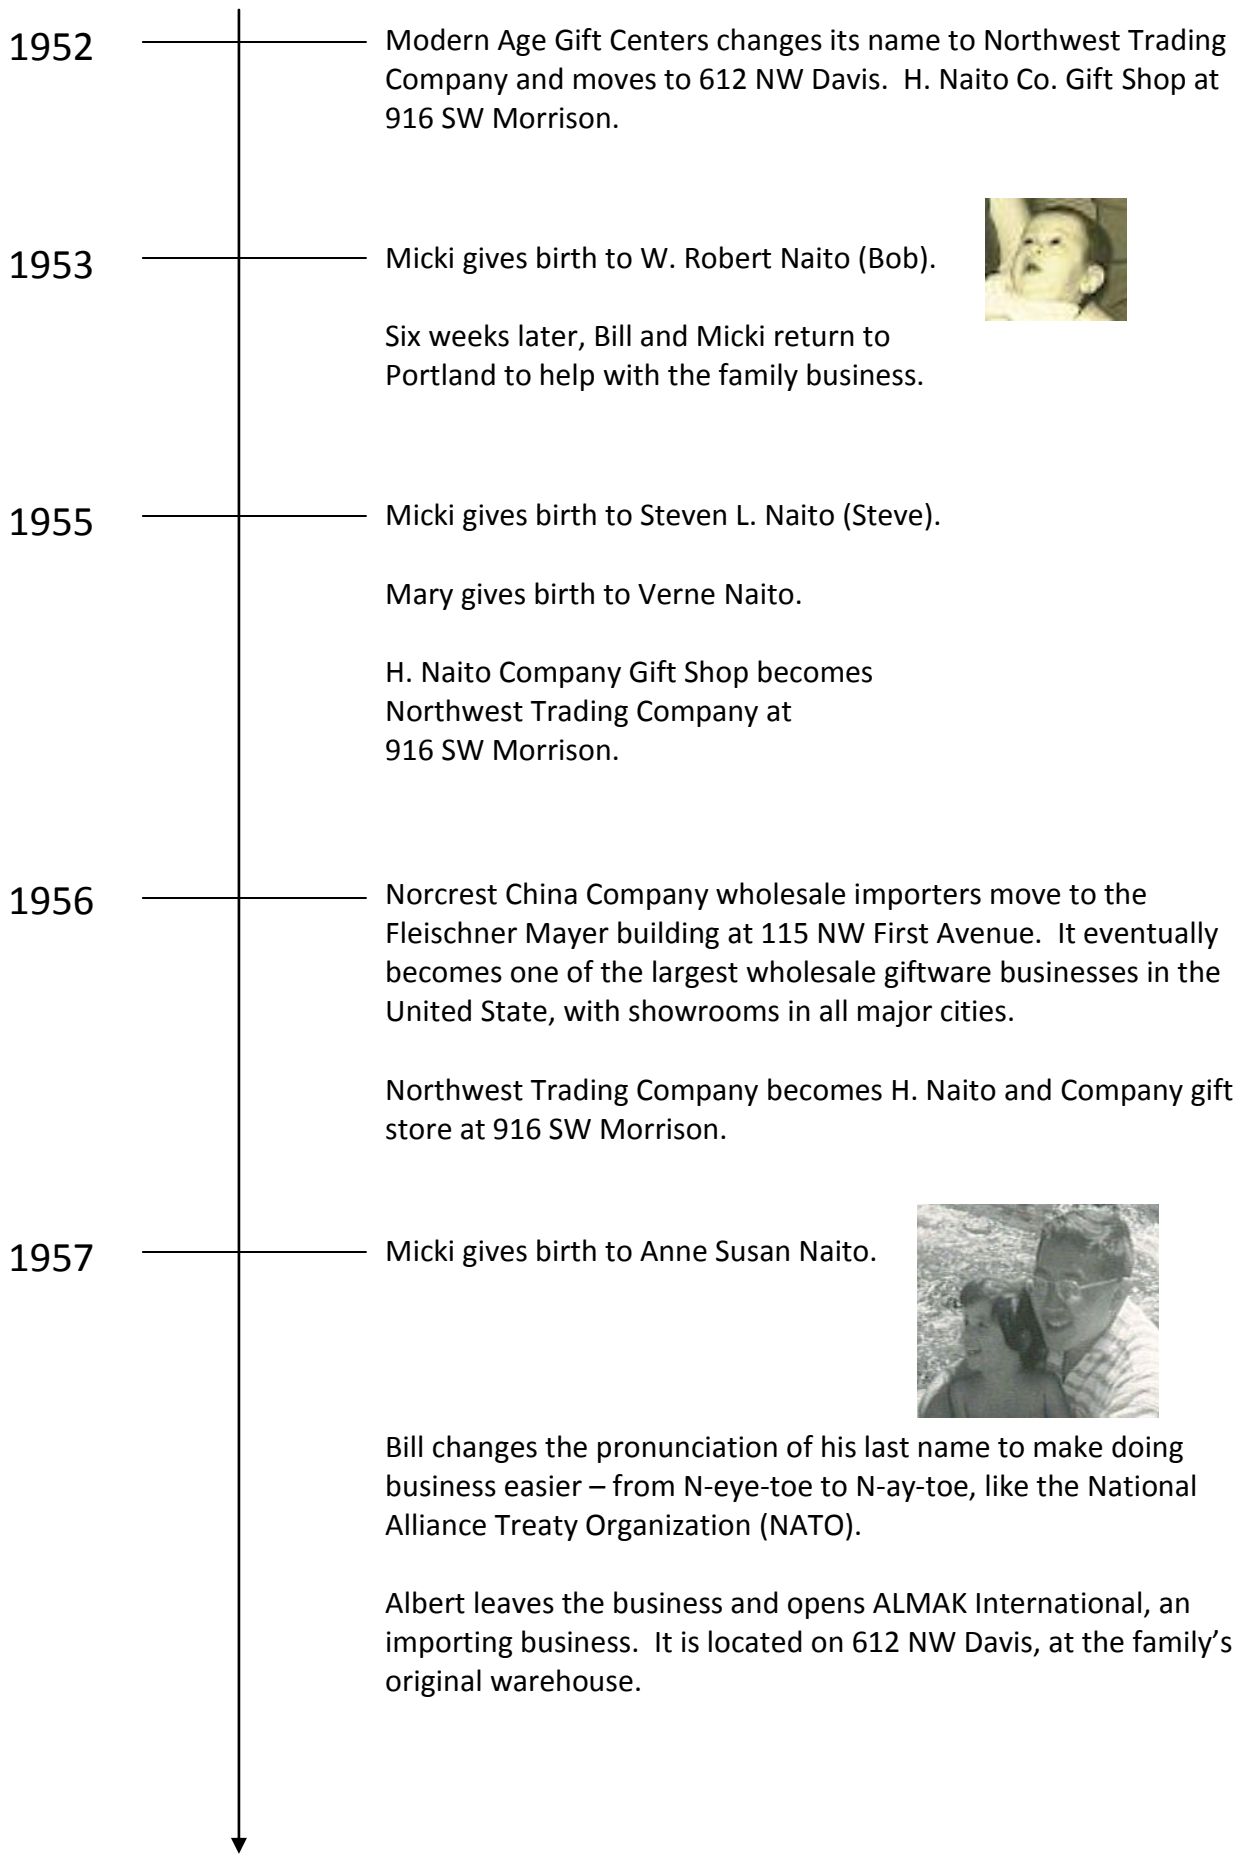 1952
Modern Age Gift Centers changes its name to Northwest Trading
Company and moves to 612 NW Davis.  H. Naito Co. Gift Shop at
916 SW Morrison.
1953
Micki gives birth to W. Robert Naito (Bob).
Six weeks later, Bill and Micki return to
Portland to help with the family business.
1955
Micki gives birth to Steven L. Naito (Steve).
Mary gives birth to Verne Naito.
H. Naito Company Gift Shop becomes
Northwest Trading Company at
916 SW Morrison.
1956
Norcrest China Company wholesale importers move to the
Fleischner Mayer building at 115 NW First Avenue.  It eventually
becomes one of the largest wholesale giftware businesses in the
United State, with showrooms in all major cities.
Northwest Trading Company becomes H. Naito and Company gift
store at 916 SW Morrison.
1957
Micki gives birth to Anne Susan Naito.
Bill changes the pronunciation of his last name to make doing
business easier – from N-eye-toe to N-ay-toe, like the National
Alliance Treaty Organization (NATO).
Albert leaves the business and opens ALMAK International, an
importing business.  It is located on 612 NW Davis, at the family’s
original warehouse.